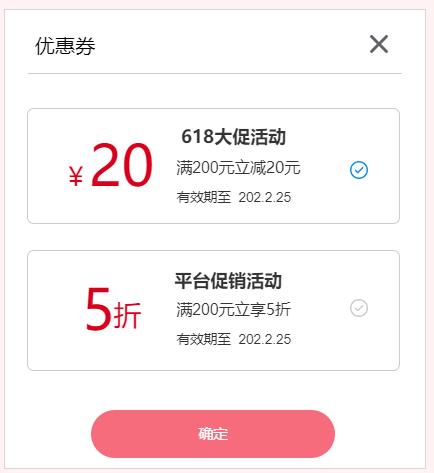 优惠券
618大促活动
¥20
满200元立减20元
有效期至 202.2.25
平台促销活动
5折
满200元立享5折
有效期至 202.2.25
确定